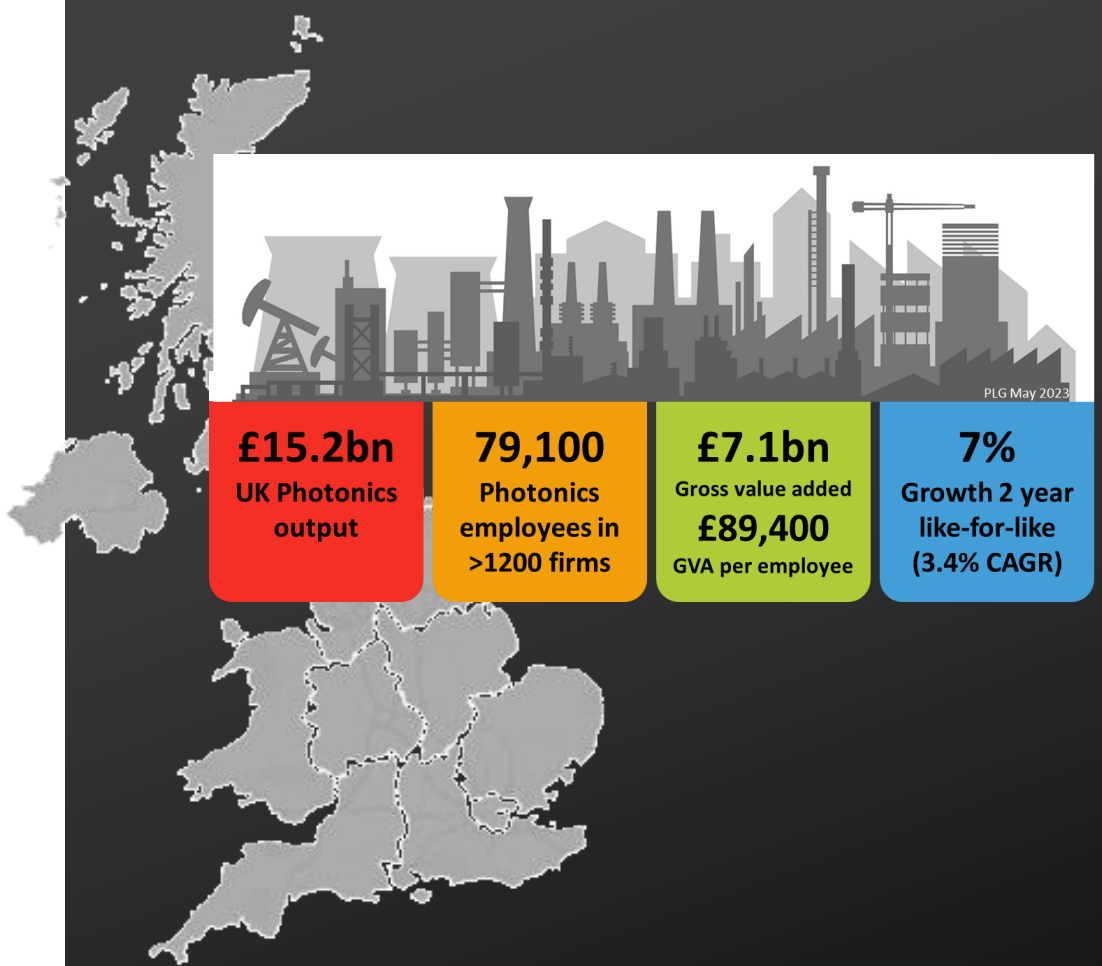 PLG May 2023
£15.2bn
UK Photonics
output
79,100
Photonics
employees in
>1200 firms
£7.1bn
Gross value added
£89,400
GVA per employee
7%
Growth 2 year
like-for-like
(3.4% CAGR)